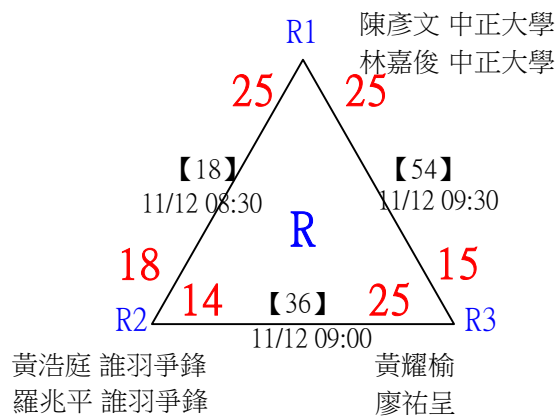 R1
陳彥文 中正大學
林嘉俊 中正大學
25
25
【18】
【54】
11/12 08:30
11/12 09:30
R
18
15
R2
14
【36】
25
R3
11/12 09:00
黃浩庭 誰羽爭鋒
黃耀榆
羅兆平 誰羽爭鋒
廖祐呈